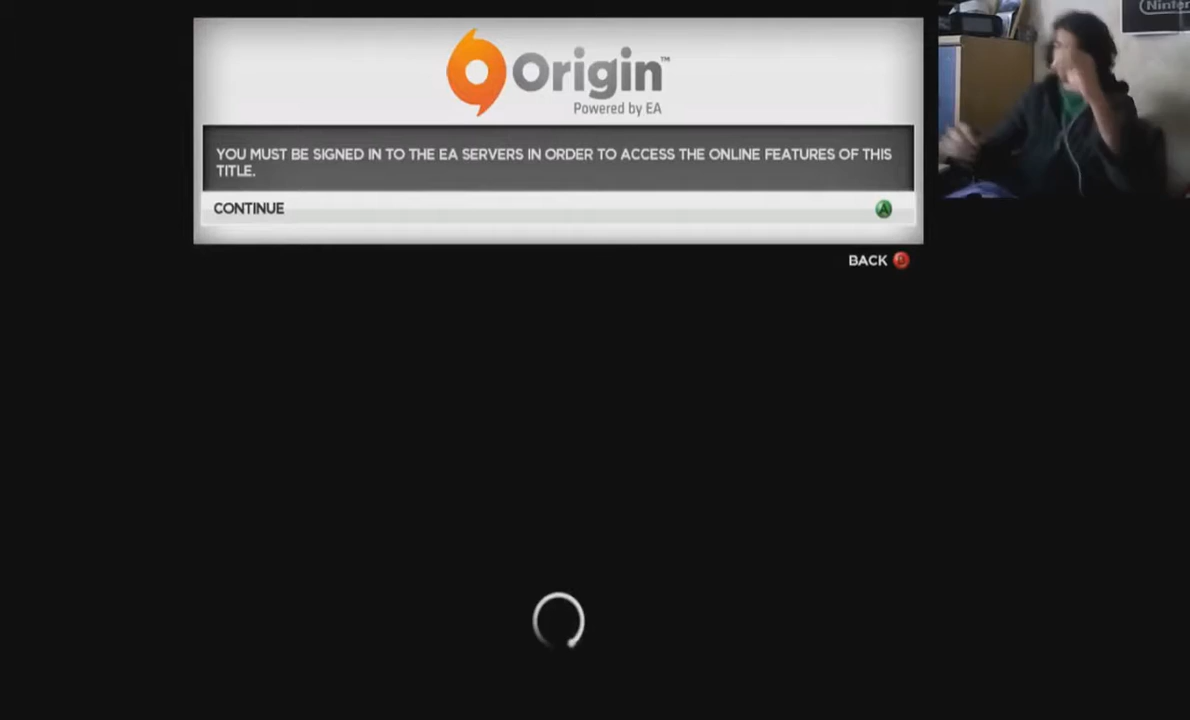 Origin™
Powered by EA
YOU MUST BE SIGNED IN TO THE EA SERVERS IN ORDER TO ACCESS THE ONLINE FEATURES OF THIS
TITLE.
CONTINUE
A
BACK